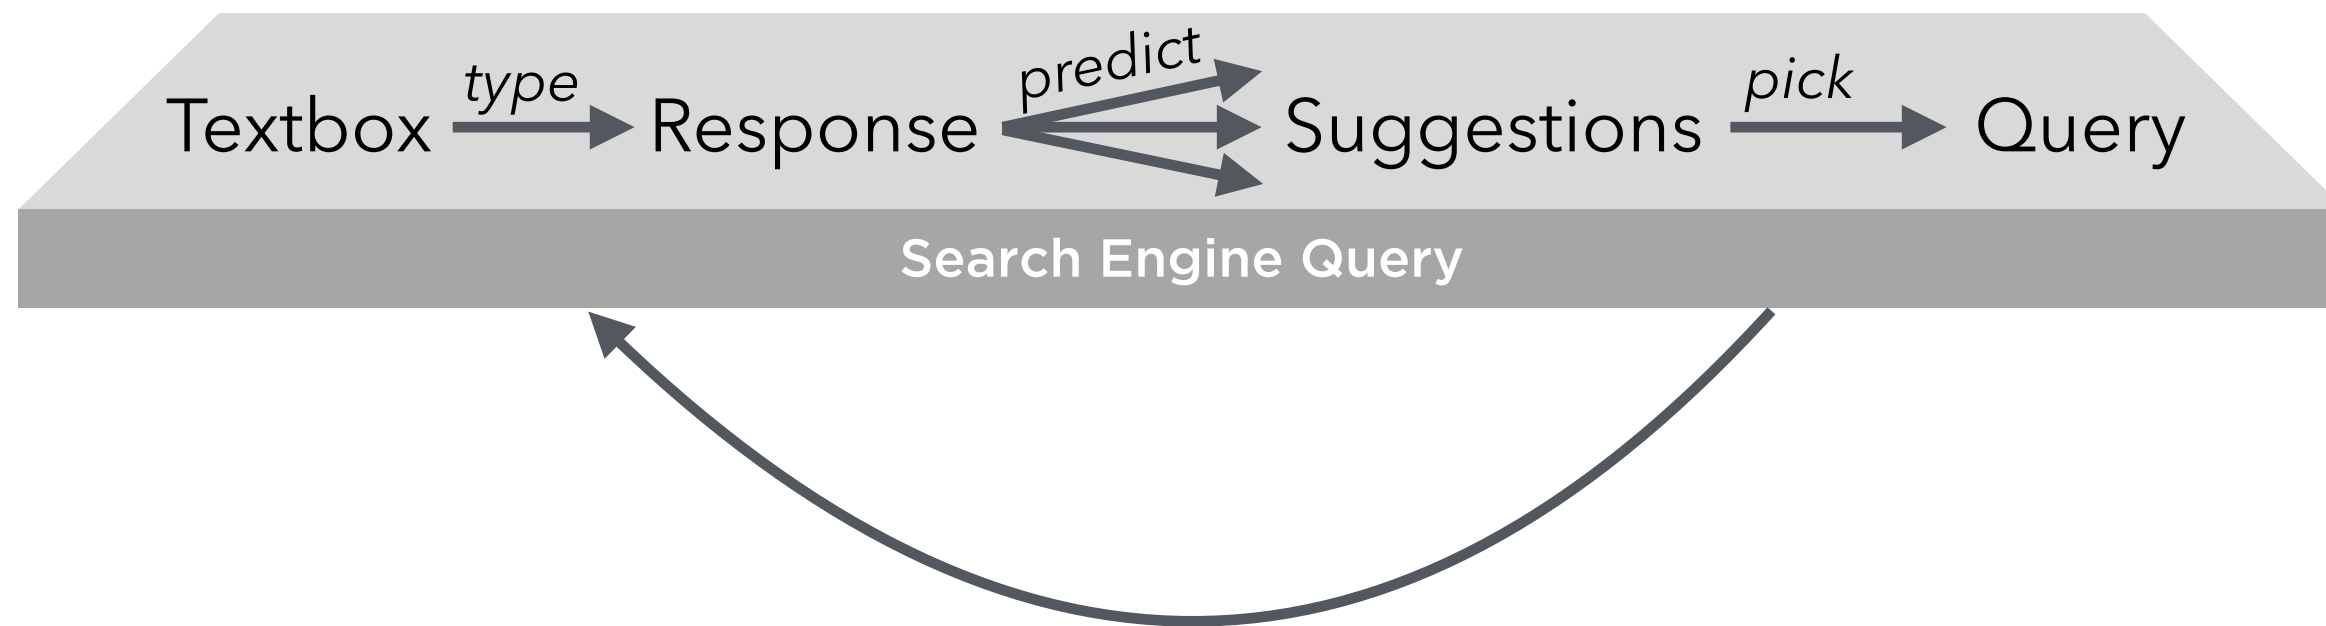 type predict pick
Textbox Response Suggestions Query
Search Engine Query